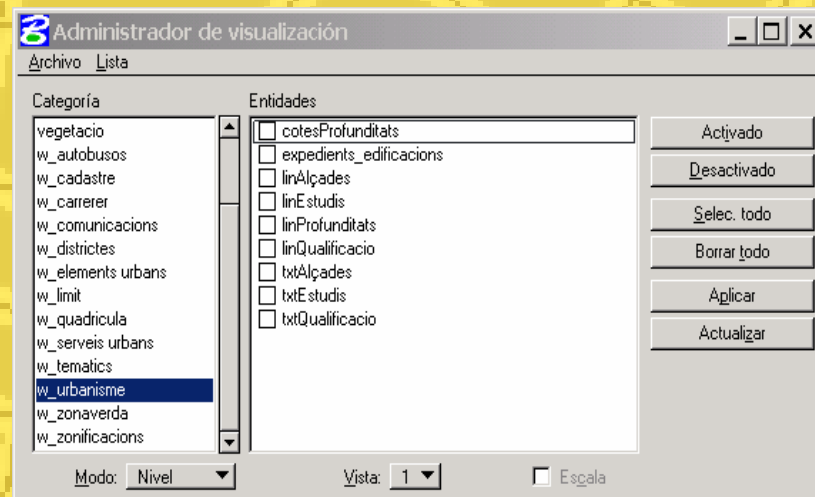 Administrador de visualización
Archivo Lista
Categoría
vegetacio
w_autobusos
w_cadastre
w_carrerer
w_comunicacions
w_districtes
w_elements urbans
w_limit
w_quadricula
w_serveis urbans
w_tematics
w_urbanisme
w_zonaverda
w_zonificacions
Entidades
cotesProfunditats
expedients_edificacions
linAlçades
linEstudis
linProfunditats
linQualificacio
txtAlçades
txtEstudis
txtQualificacio
Activado
Desactivado
Selec. todo
Borrar todo
Aplicar
Actualizar
Modo: Nivel
Vista: 1
Escala